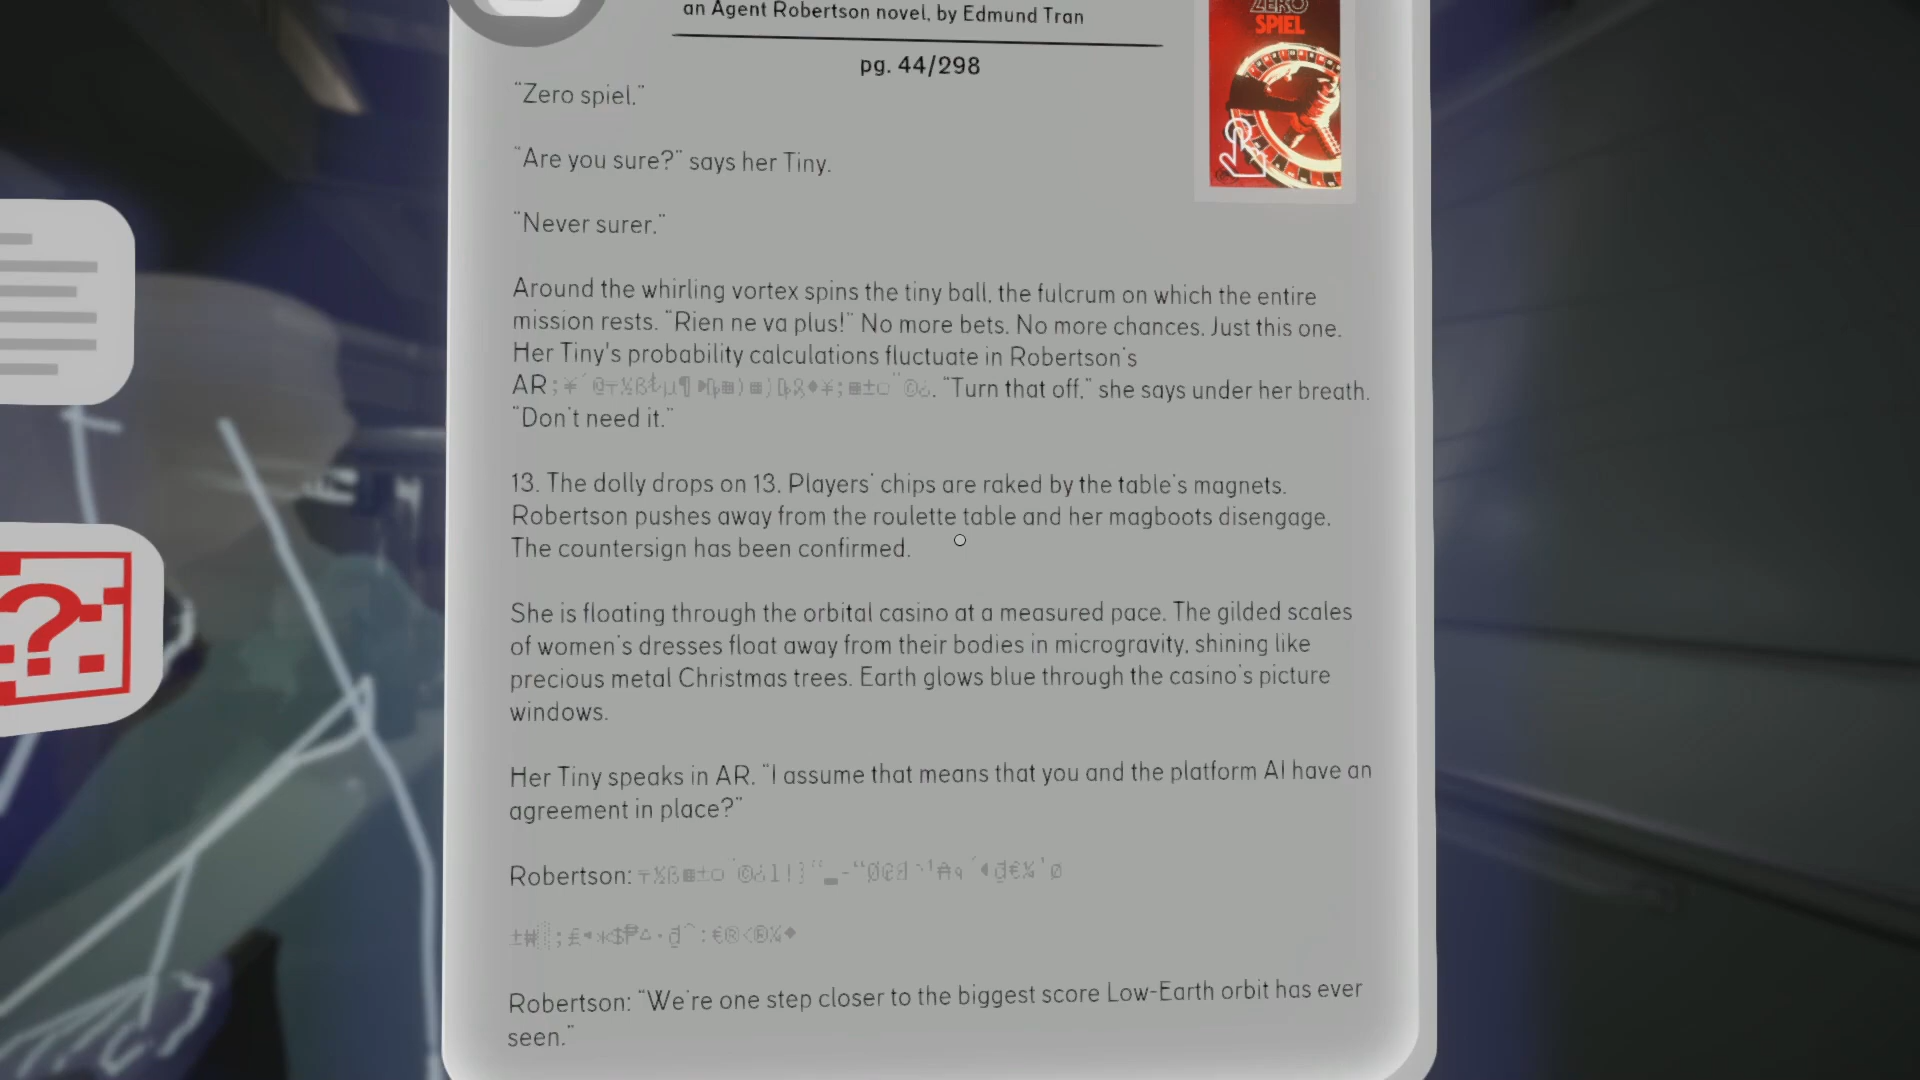 an Agent Robertson novel, by Edmund Tran
ZERO
SPIEL
pg. 44/298
"Zero spiel."
"Are you sure?" says her Tiny.
"Never surer."
Around the whirling vortex spins the tiny ball, the fulcrum on which the entire
mission rests. "Rien ne va plus!" No more bets. No more chances. Just this one.
Her Tiny's probability calculations fluctuate in Robertson's
AR "Turn that off," she says under her breath.
"Don't need it."
13. The dolly drops on 13. Players' chips are raked by the table's magnets.
Robertson pushes away from the roulette table and her magboots disengage.
The countersign has been confirmed.
She is floating through the orbital casino at a measured pace. The gilded scales
of women's dresses float away from their bodies in microgravity, shining like
precious metal Christmas trees. Earth glows blue through the casino's picture
windows.
Her Tiny speaks in AR. "I assume that means that you and the platform AI have an
agreement in place?"
Robertson:
Robertson: "We're one step closer to the biggest score Low-Earth orbit has ever
seen."
?